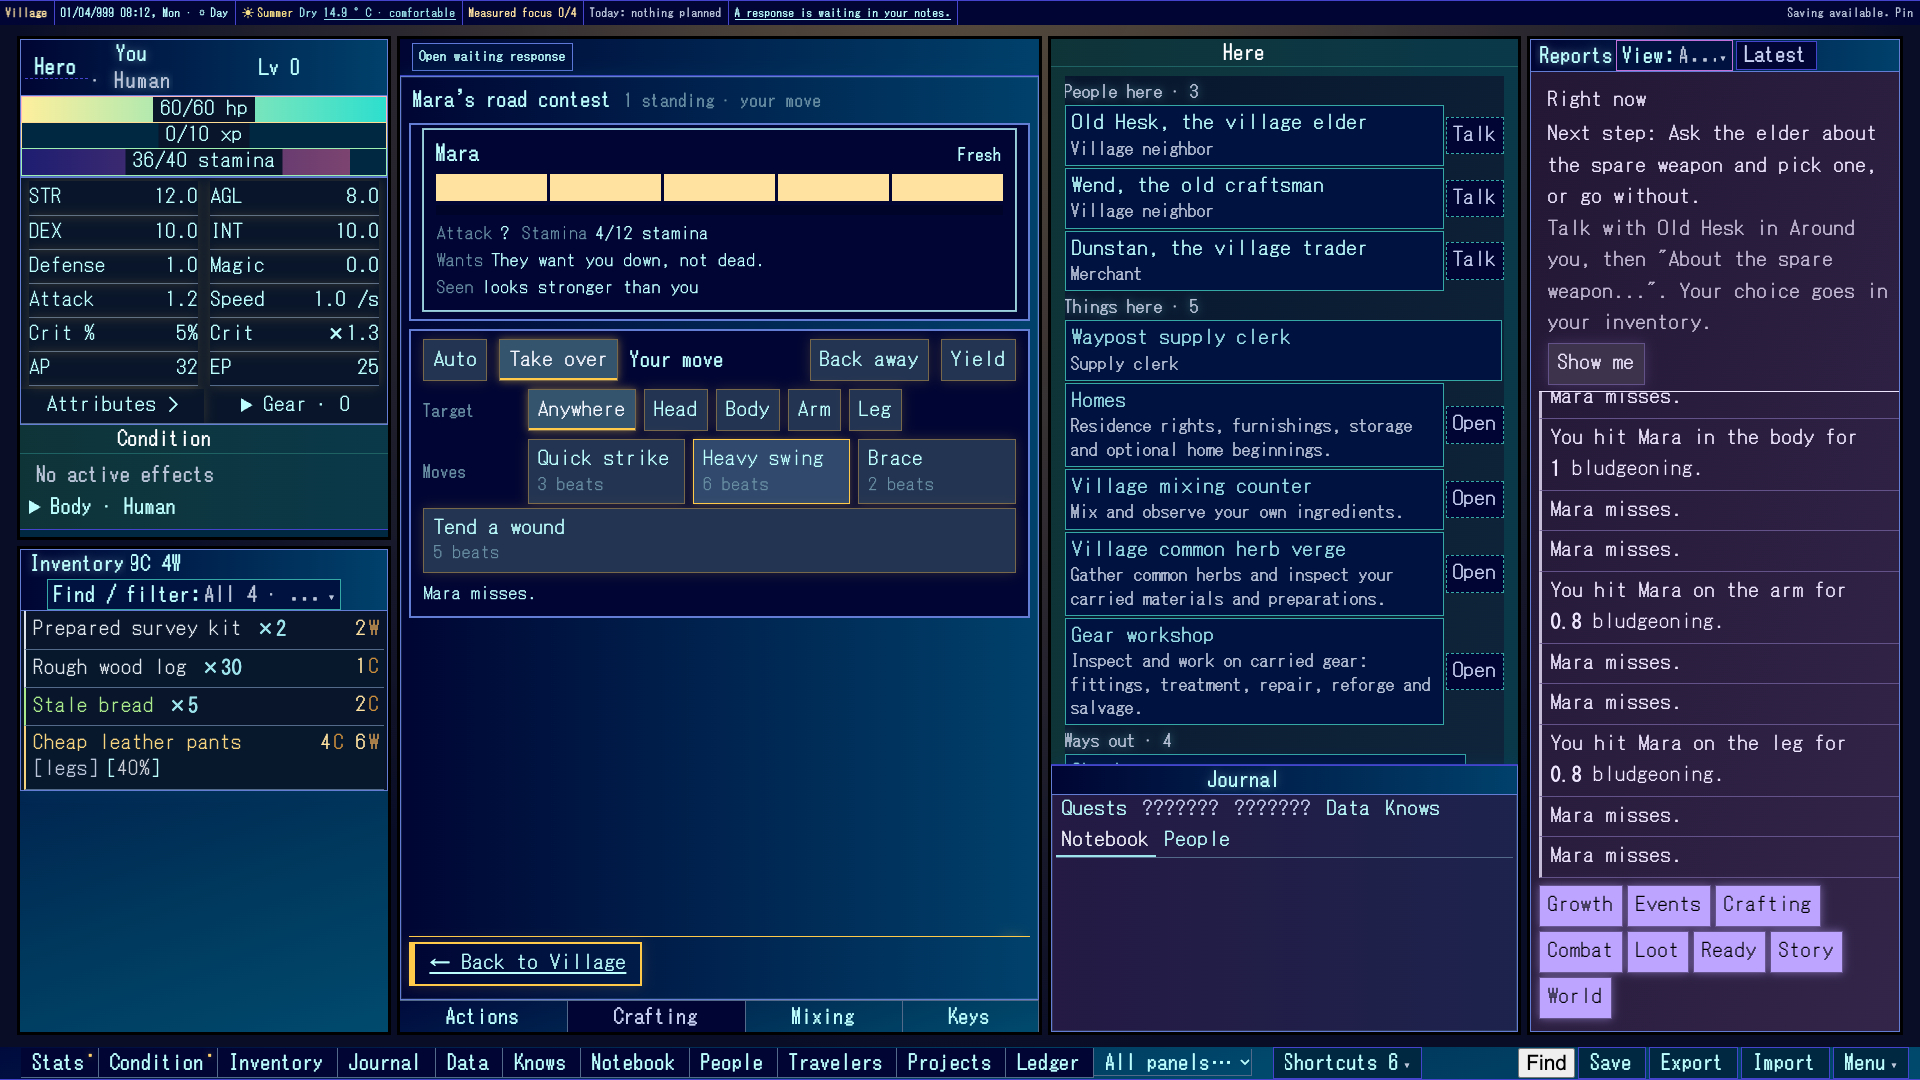 Village 01/04/999 08:12, Mon · ☼ Day ☀ Summer Dry 14.9 ° C · comfortable Measured focus 0/4 Today: nothing planned A response is waiting in your notes. Saving available. Pin
Hero · You Human Lv 0
60/60 hp
0/10 xp
36/40 stamina
STR 12.0 AGL 8.0
DEX 10.0 INT 10.0
Defense 1.0 Magic 0.0
Attack 1.2 Speed 1.0 /s
Crit % 5% Crit ×1.3
AP 32 EP 25
Attributes > ▶ Gear · 0
Condition
No active effects
▶ Body · Human
Inventory 9C 4W
Find / filter: All 4 · ... ▾
Prepared survey kit ×2 2W
Rough wood log ×30 1C
Stale bread ×5 2C
Cheap leather pants 4C 6W
[legs] [40%]
Open waiting response
Mara's road contest 1 standing · your move
Mara Fresh
Attack ? Stamina 4/12 stamina
Wants They want you down, not dead.
Seen looks stronger than you
Auto Take over Your move Back away Yield
Target Anywhere Head Body Arm Leg
Moves Quick strike Heavy swing Brace
3 beats 6 beats 2 beats
Tend a wound
5 beats
Mara misses.
← Back to Village
Actions Crafting Mixing Keys
Here
People here · 3
Old Hesk, the village elder
Village neighbor
Talk
Wend, the old craftsman
Village neighbor
Talk
Dunstan, the village trader
Merchant
Talk
Things here · 5
Waypost supply clerk
Supply clerk
Homes
Residence rights, furnishings, storage
and optional home beginnings.
Open
Village mixing counter
Mix and observe your own ingredients.
Open
Village common herb verge
Gather common herbs and inspect your
carried materials and preparations.
Open
Gear workshop
Inspect and work on carried gear:
fittings, treatment, repair, reforge and
salvage.
Open
Ways out · 4
Journal
Quests ??????? ??????? Data Knows
Notebook People
Reports View: A...▾ Latest
Right now
Next step: Ask the elder about
the spare weapon and pick one,
or go without.
Talk with Old Hesk in Around
you, then "About the spare
weapon...". Your choice goes in
your inventory.
Show me
Mara misses.
You hit Mara in the body for
1 bludgeoning.
Mara misses.
Mara misses.
You hit Mara on the arm for
0.8 bludgeoning.
Mara misses.
Mara misses.
You hit Mara on the leg for
0.8 bludgeoning.
Mara misses.
Mara misses.
Growth Events Crafting
Combat Loot Ready Story
World
Stats Condition Inventory Journal Data Knows Notebook People Travelers Projects Ledger All panels… Shortcuts 6 ▾ Find Save Export Import Menu ▾